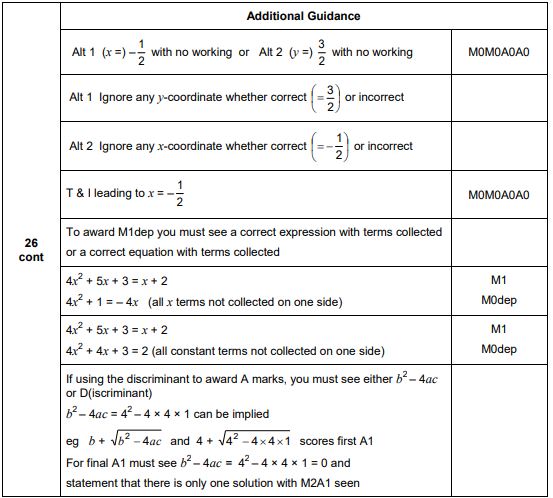 Additional Guidance
Alt 1 (x =) –1/2 with no working or Alt 2 (y =) 3/2 with no working
M0M0A0A0
Alt 1 Ignore any y-coordinate whether correct (= 3/2) or incorrect
Alt 2 Ignore any x-coordinate whether correct (= –1/2) or incorrect
T & I leading to x = –1/2
M0M0A0A0
26
cont
To award M1dep you must see a correct expression with terms collected
or a correct equation with terms collected
4x² + 5x + 3 = x + 2
M1
4x² + 1 = – 4x (all x terms not collected on one side)
M0dep
4x² + 5x + 3 = x + 2
M1
4x² + 4x + 3 = 2 (all constant terms not collected on one side)
M0dep
If using the discriminant to award A marks, you must see either b² – 4ac
or D(iscriminant)
b² – 4ac = 4² – 4 × 4 × 1 can be implied
eg b + √(b² – 4ac) and 4 + √(4² – 4 × 4 × 1) scores first A1
For final A1 must see b² – 4ac = 4² – 4 × 4 × 1 = 0 and
statement that there is only one solution with M2A1 seen